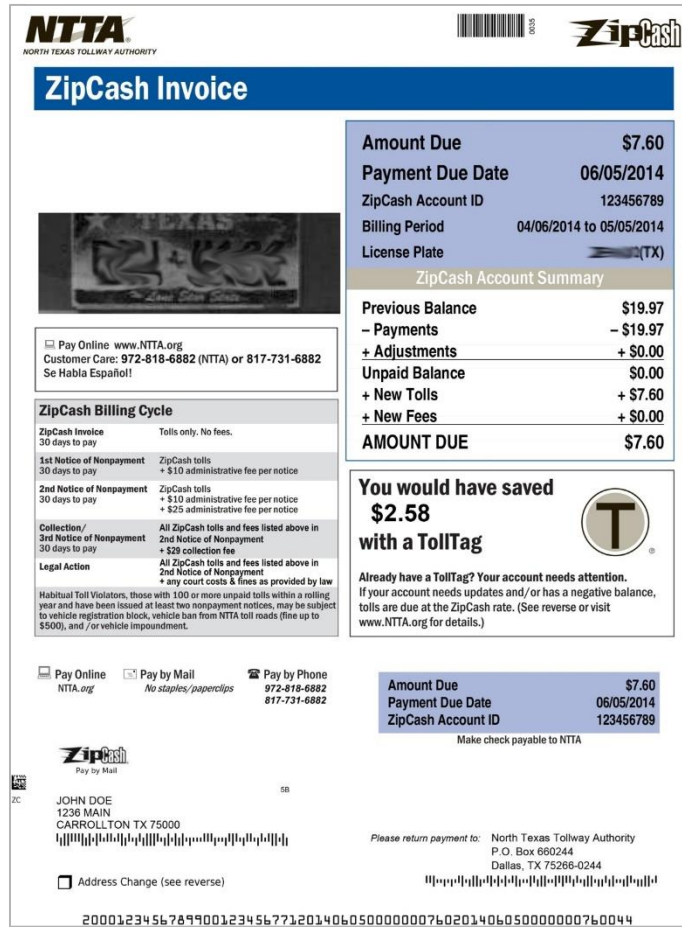 NTTA
NORTH TEXAS TOLLWAY AUTHORITY
0035
ZipCash
ZipCash Invoice
Amount Due $7.60
Payment Due Date 06/05/2014
ZipCash Account ID 123456789
Billing Period 04/06/2014 to 05/05/2014
License Plate (TX)
ZipCash Account Summary
Previous Balance $19.97
– Payments – $19.97
+ Adjustments + $0.00
Unpaid Balance $0.00
+ New Tolls + $7.60
+ New Fees + $0.00
AMOUNT DUE $7.60
TEXAS
The Lone Star State
Pay Online www.NTTA.org
Customer Care: 972-818-6882 (NTTA) or 817-731-6882
Se Habla Español!
ZipCash Billing Cycle
ZipCash Invoice Tolls only. No fees.
30 days to pay
1st Notice of Nonpayment ZipCash tolls
30 days to pay + $10 administrative fee per notice
2nd Notice of Nonpayment ZipCash tolls
30 days to pay + $10 administrative fee per notice
+ $25 administrative fee per notice
Collection/ All ZipCash tolls and fees listed above in
3rd Notice of Nonpayment 2nd Notice of Nonpayment
30 days to pay + $29 collection fee
Legal Action All ZipCash tolls and fees listed above in
2nd Notice of Nonpayment
+ any court costs & fines as provided by law
Habitual Toll Violators, those with 100 or more unpaid tolls within a rolling
year and have been issued at least two nonpayment notices, may be subject
to vehicle registration block, vehicle ban from NTTA toll roads (fine up to
$500), and /or vehicle impoundment.
You would have saved
$2.58
with a TollTag
T
Already have a TollTag? Your account needs attention.
If your account needs updates and/or has a negative balance,
tolls are due at the ZipCash rate. (See reverse or visit
www.NTTA.org for details.)
Pay Online Pay by Mail Pay by Phone
NTTA.org No staples/paperclips 972-818-6882
817-731-6882
Amount Due $7.60
Payment Due Date 06/05/2014
ZipCash Account ID 123456789
Make check payable to NTTA
ZipCash
Pay by Mail
5B
ZC
JOHN DOE
1236 MAIN
CARROLLTON TX 75000
Please return payment to: North Texas Tollway Authority
P.O. Box 660244
Dallas, TX 75266-0244
Address Change (see reverse)